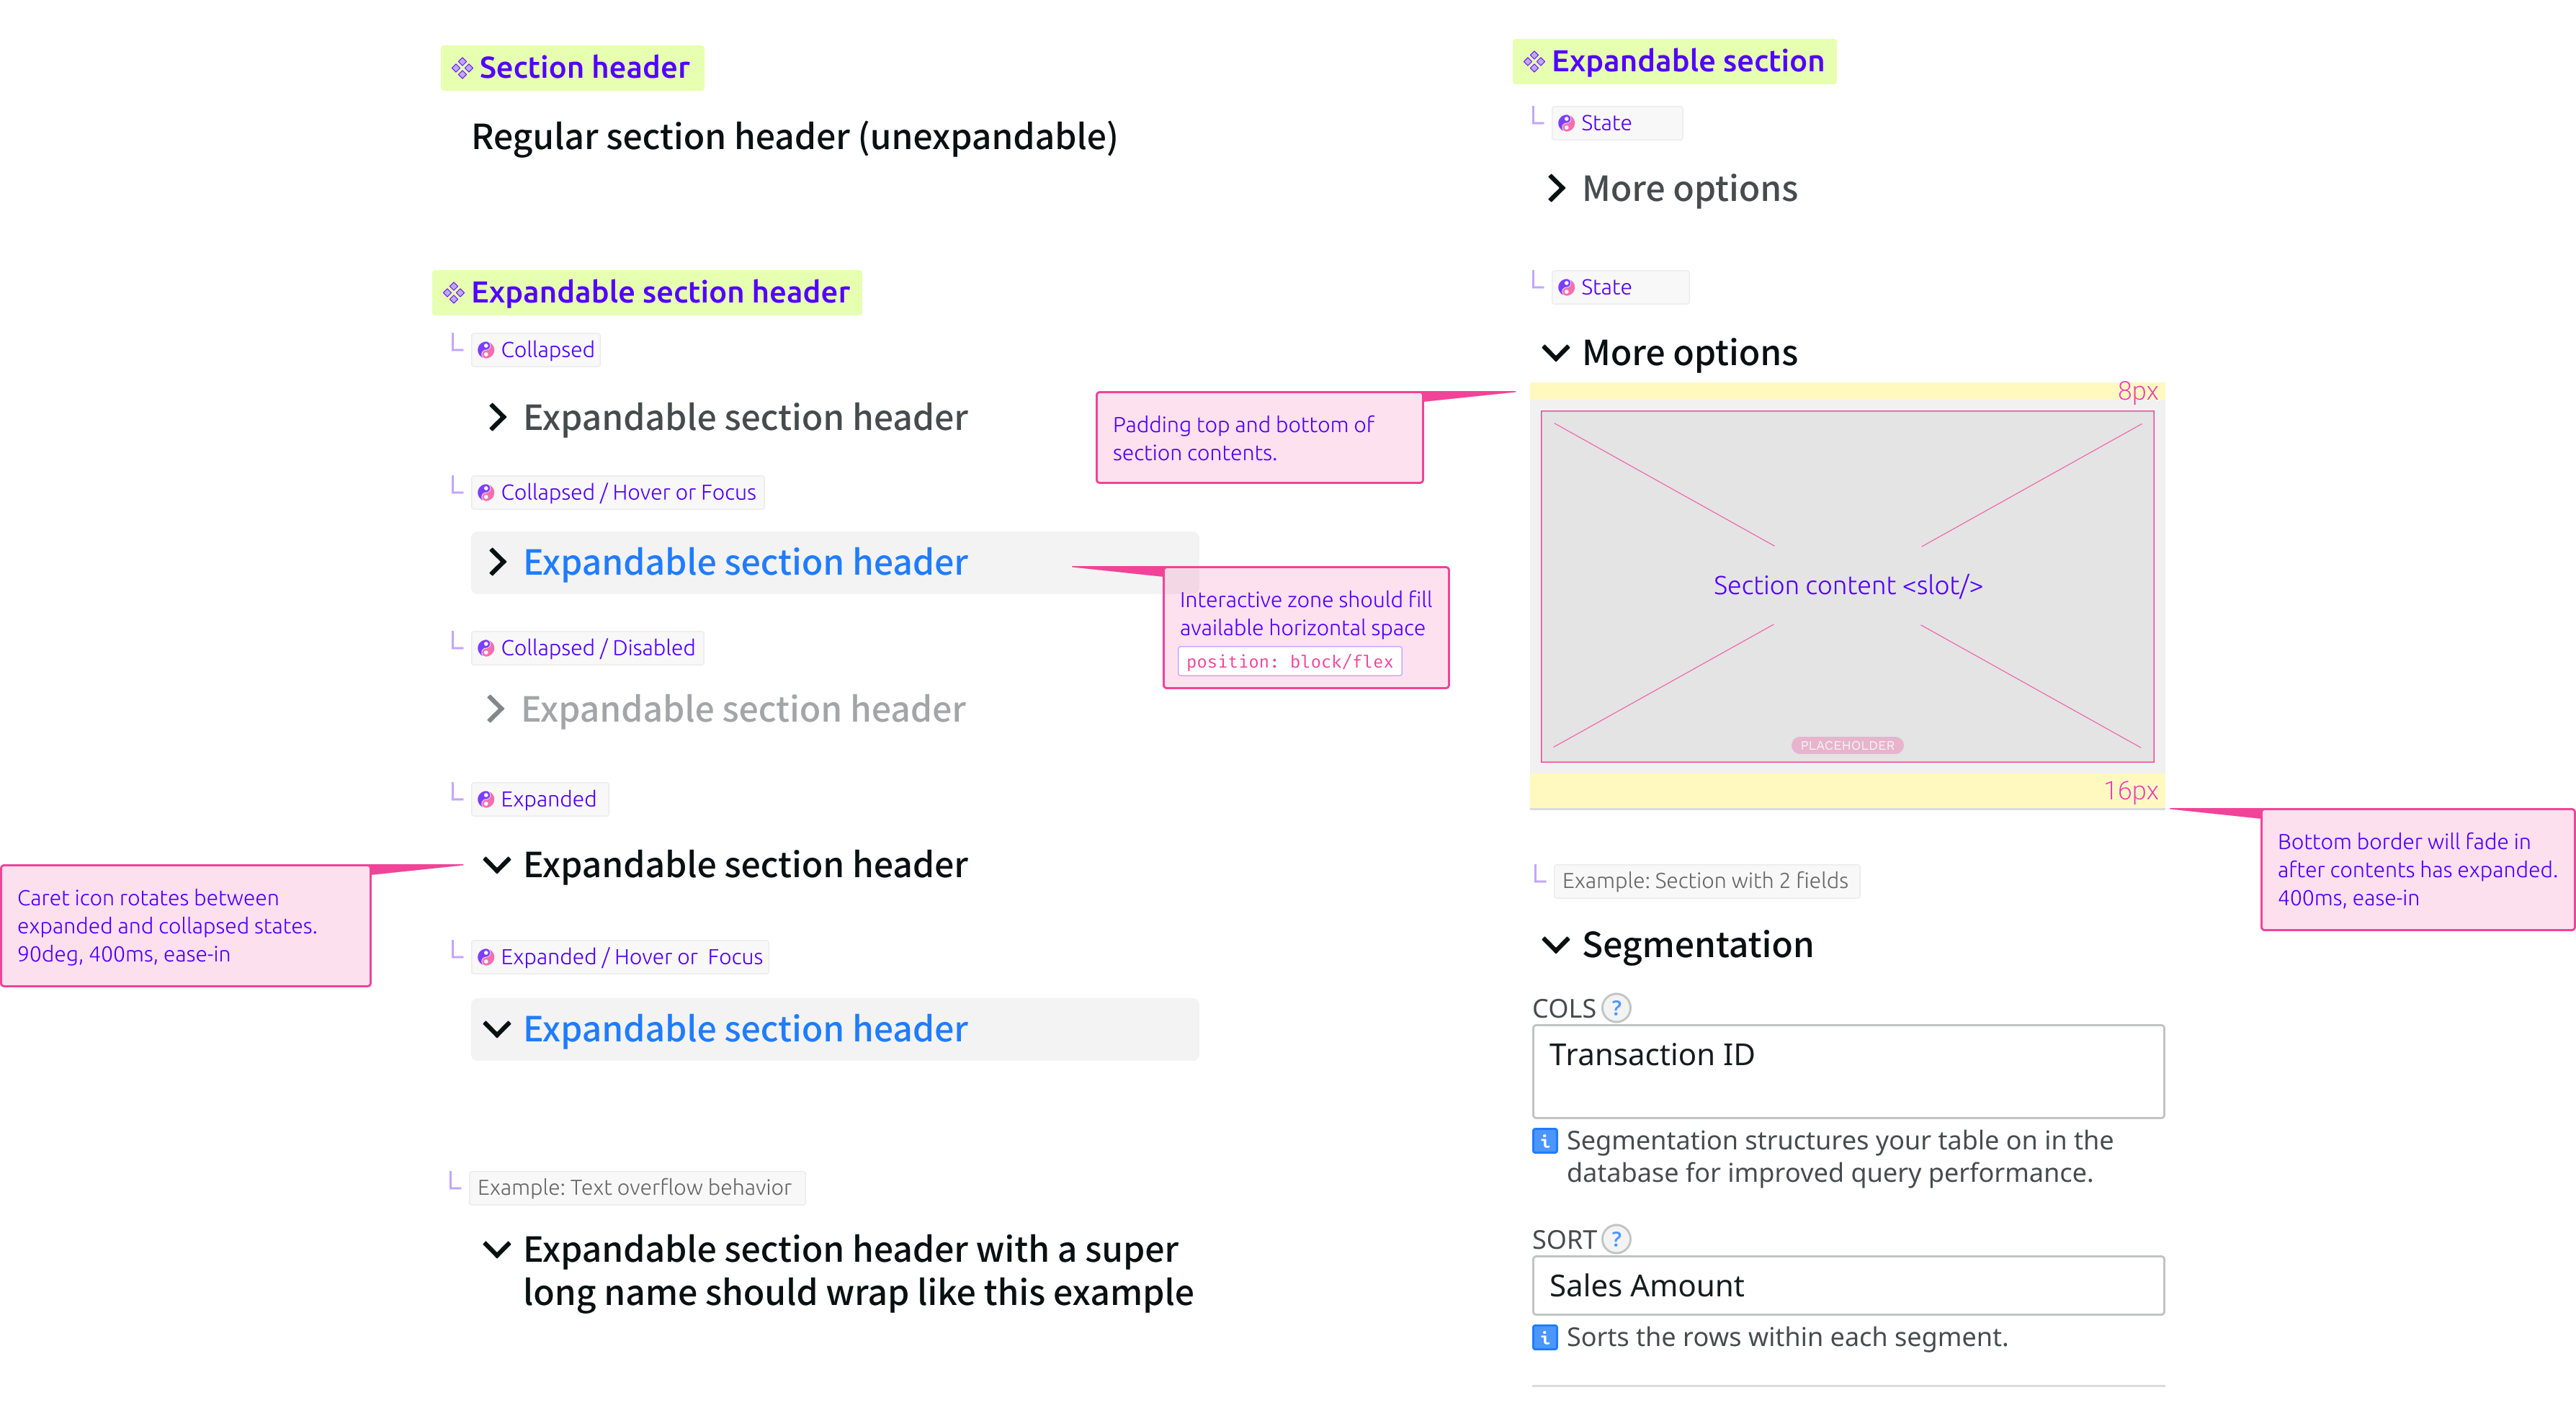 Section header
Regular section header (unexpandable)
Expandable section header
Collapsed
Expandable section header
Collapsed / Hover or Focus
Expandable section header
Interactive zone should fill
available horizontal space
position: block/flex
Collapsed / Disabled
Expandable section header
Expanded
Expandable section header
Caret icon rotates between
expanded and collapsed states.
90deg, 400ms, ease-in
Expanded / Hover or Focus
Expandable section header
Example: Text overflow behavior
Expandable section header with a super
long name should wrap like this example
Expandable section
State
More options
State
More options
8px
Padding top and bottom of
section contents.
Section content <slot/>
PLACEHOLDER
16px
Bottom border will fade in
after contents has expanded.
400ms, ease-in
Example: Section with 2 fields
Segmentation
COLS ?
Transaction ID
i Segmentation structures your table on in the
database for improved query performance.
SORT ?
Sales Amount
i Sorts the rows within each segment.